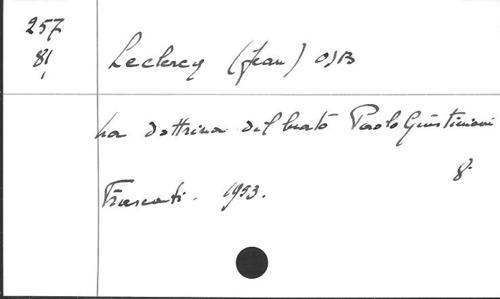 257
81
Leclercq (Jean) OSB
La dottrina del beato Paolo Giustiniani
8°
Frascati. 1953.